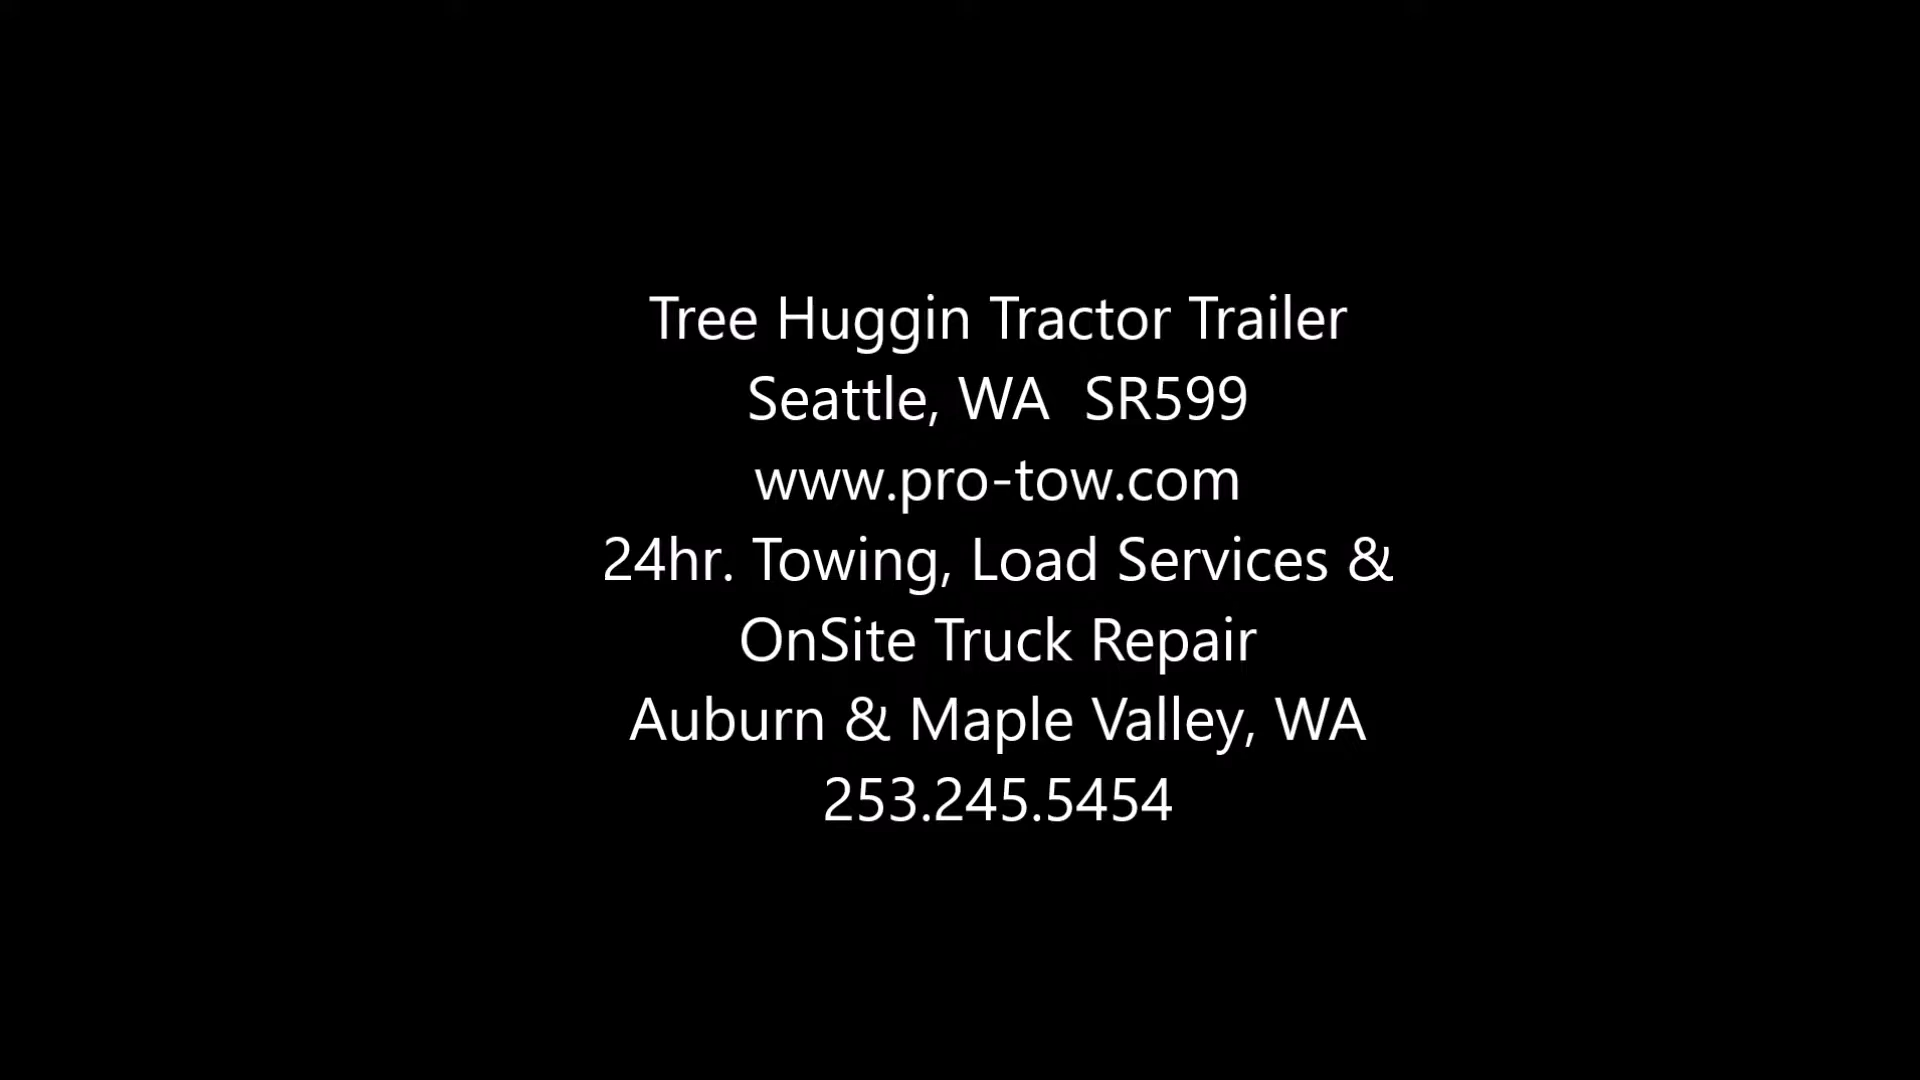 Tree Huggin Tractor Trailer
Seattle, WA  SR599
www.pro-tow.com
24hr. Towing, Load Services &
OnSite Truck Repair
Auburn & Maple Valley, WA
253.245.5454